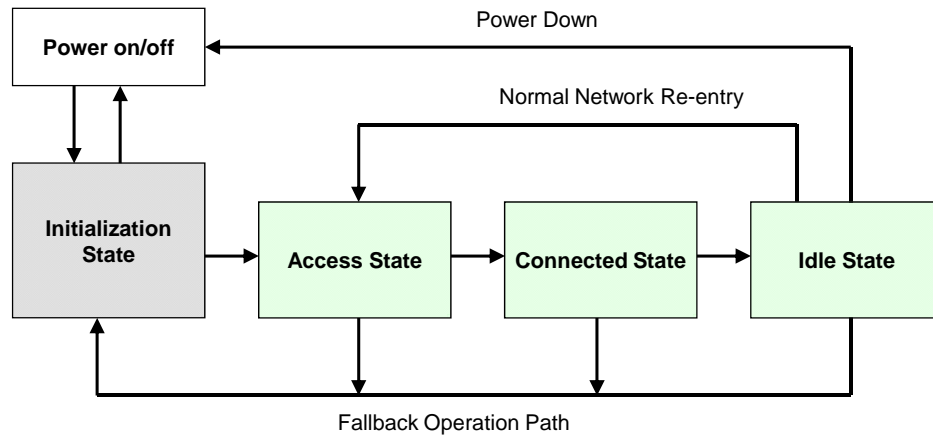 Power Down
Power on/off
Normal Network Re-entry
Initialization
State
Access State
Connected State
Idle State
Fallback Operation Path